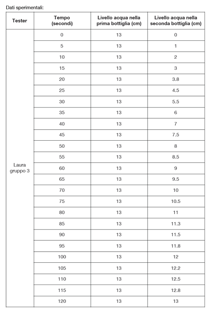 Dati sperimentali:
Tester Tempo (secondi) Livello acqua nella prima bottiglia (cm) Livello acqua nella seconda bottiglia (cm)
Launi gruppo 3
0 13 0
5 13 1
10 13 2
15 13 3
20 13 3.8
25 13 4.5
30 13 5.5
35 13 6
40 13 7
45 13 7.5
50 13 8
55 13 8.5
60 13 9
65 13 9.5
70 13 10
75 13 10.5
80 13 11
85 13 11.3
90 13 11.5
95 13 11.8
100 13 12
105 13 12.2
110 13 12.5
115 13 12.8
120 13 13